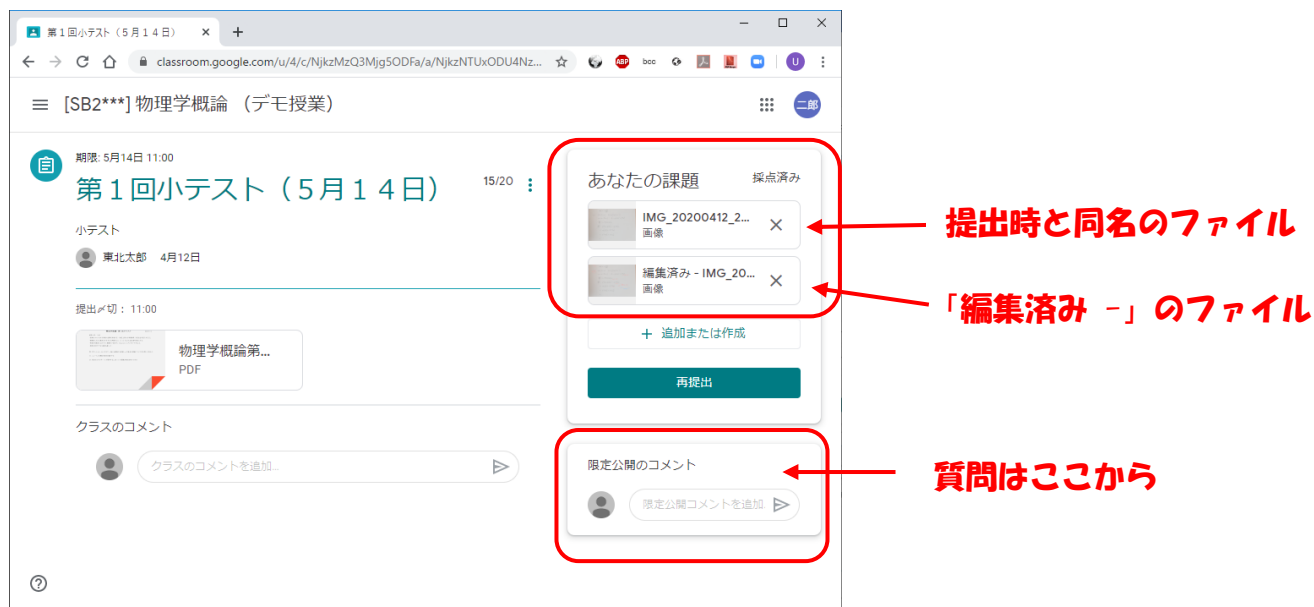 第１回小テスト（５月１４日）
classroom.google.com/u/4/c/NjkzMzQ3Mjg5ODFa/a/NjkzNTUxODU4Nz...
ABP
bcc
U
[SB2***] 物理学概論 （デモ授業）
二郎
期限: 5月14日 11:00
第１回小テスト（５月１４日）
15/20
小テスト
東北太郎 4月12日
提出〆切： 11:00
物理学概論第...
PDF
クラスのコメント
クラスのコメントを追加...
あなたの課題 採点済み
IMG_20200412_2...
画像
編集済み - IMG_20...
画像
+ 追加または作成
再提出
限定公開のコメント
限定公開コメントを追加
提出時と同名のファイル
「編集済み -」のファイル
質問はここから